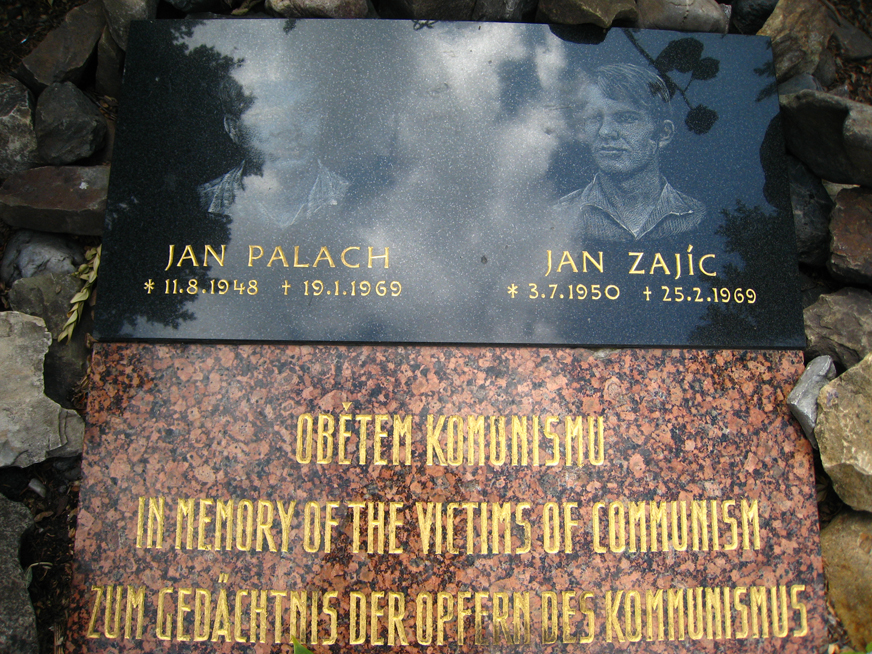 JAN PALACH
* 11.8.1948 † 19.1.1969
JAN ZAJÍC
* 3.7.1950 † 25.2.1969
OBĚTEM KOMUNISMU
IN MEMORY OF THE VICTIMS OF COMMUNISM
ZUM GEDÄCHTNIS DER OPFERN DES KOMMUNISMUS